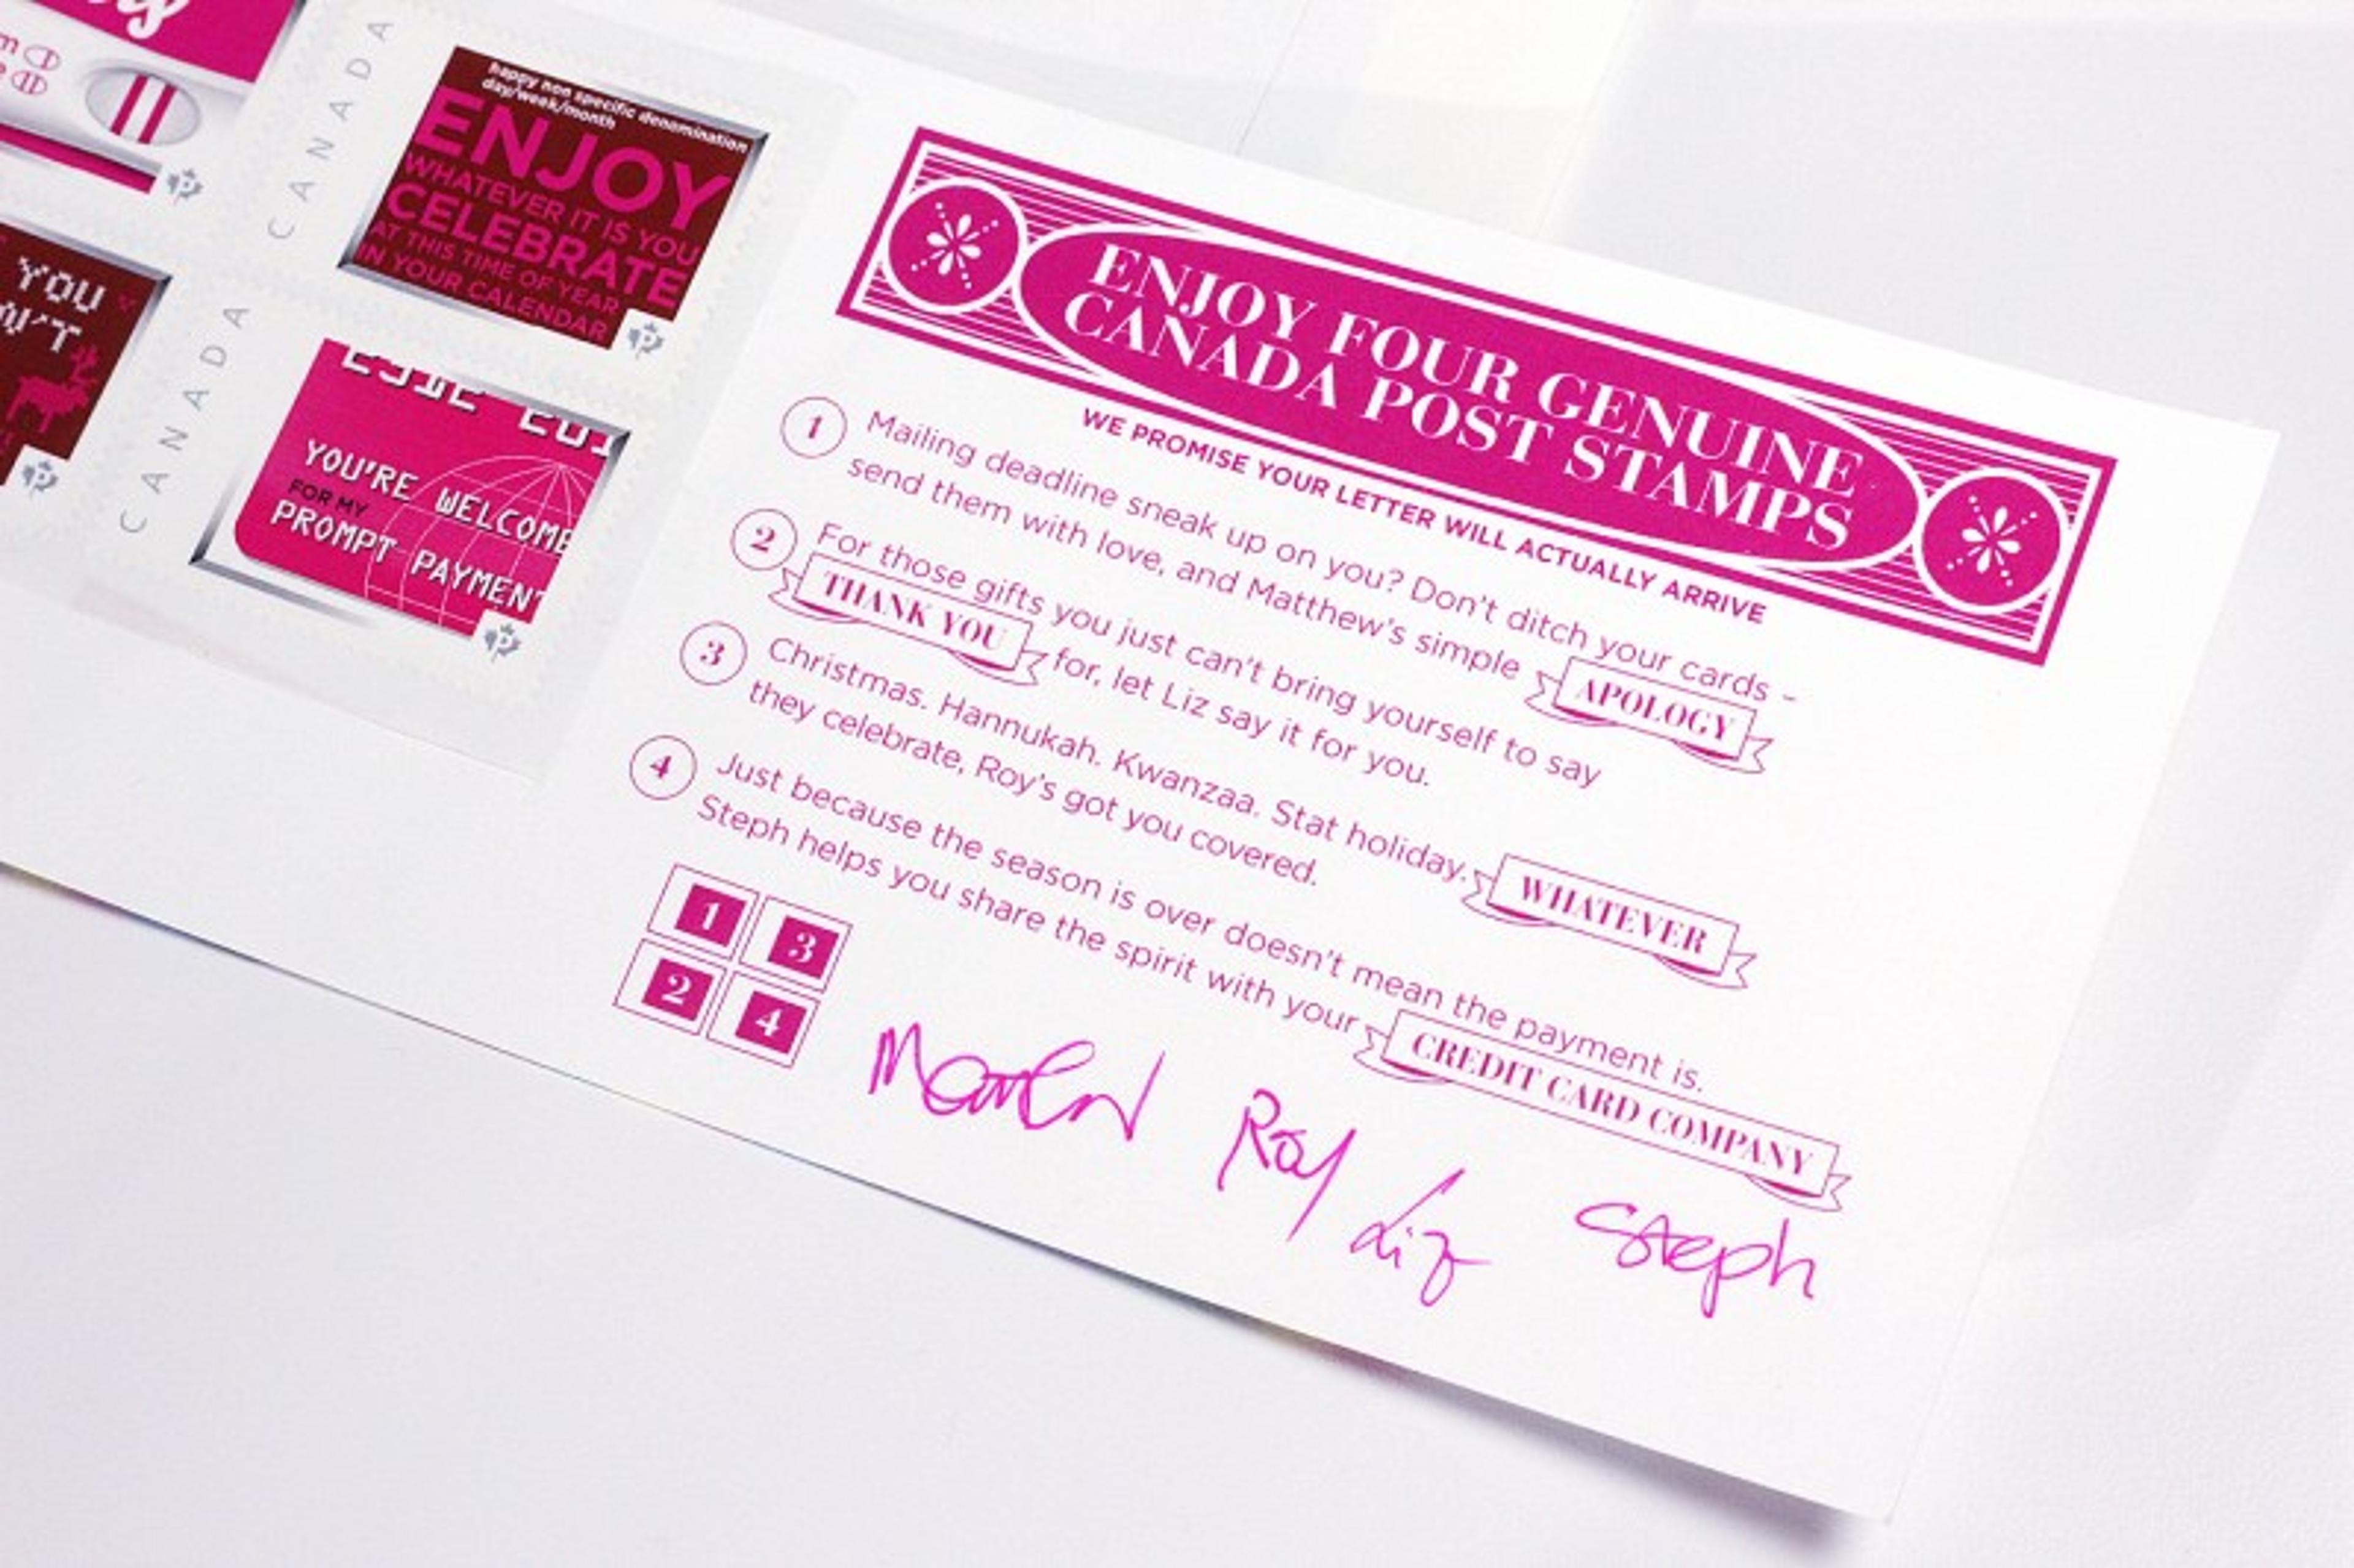 CANADA
happy non specific denomination
day/week/month
ENJOY
WHATEVER IT IS YOU
CELEBRATE
AT THIS TIME OF YEAR
IN YOUR CALENDAR
P
P
YOU
P
CANADA
YOU'RE WELCOME
FOR MY
PROMPT PAYMENT
P
ENJOY FOUR GENUINE
CANADA POST STAMPS
WE PROMISE YOUR LETTER WILL ACTUALLY ARRIVE
1 Mailing deadline sneak up on you? Don't ditch your cards -
send them with love, and Matthew's simple APOLOGY
2 For those gifts you just can't bring yourself to say
THANK YOU for, let Liz say it for you.
3 Christmas. Hannukah. Kwanzaa. Stat holiday. WHATEVER
they celebrate, Roy's got you covered.
4 Just because the season is over doesn't mean the payment is.
Steph helps you share the spirit with your CREDIT CARD COMPANY
1 3
2 4
Roy Liz Steph